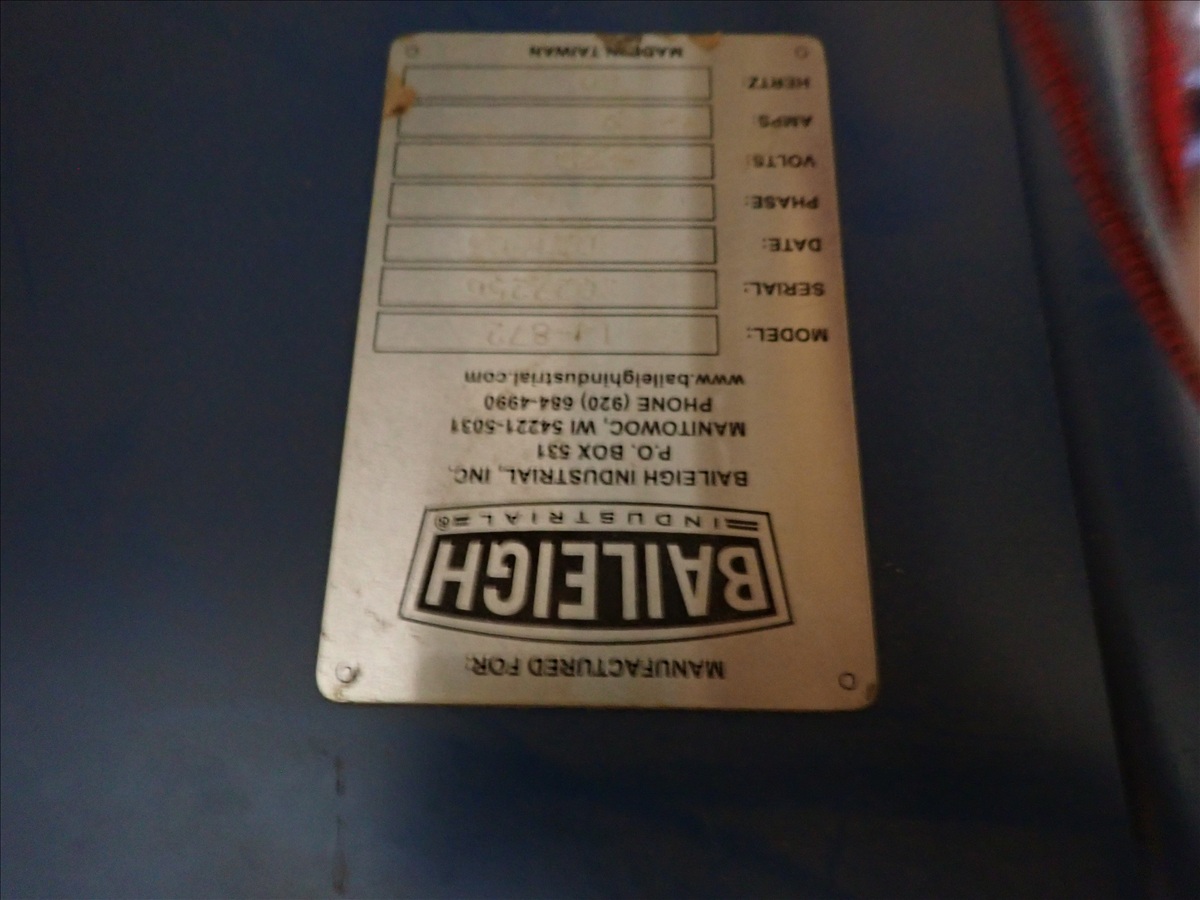 MANUFACTURED FOR:
BAILEIGH
INDUSTRIAL®
BAILEIGH INDUSTRIAL, INC.
P.O. BOX 531
MANITOWOC, WI 54221-5031
PHONE (920) 684-4990
www.baileighindustrial.com
MODEL:
SERIAL:
DATE:
PHASE:
VOLTS:
AMPS:
HERTZ:
MADE IN TAIWAN